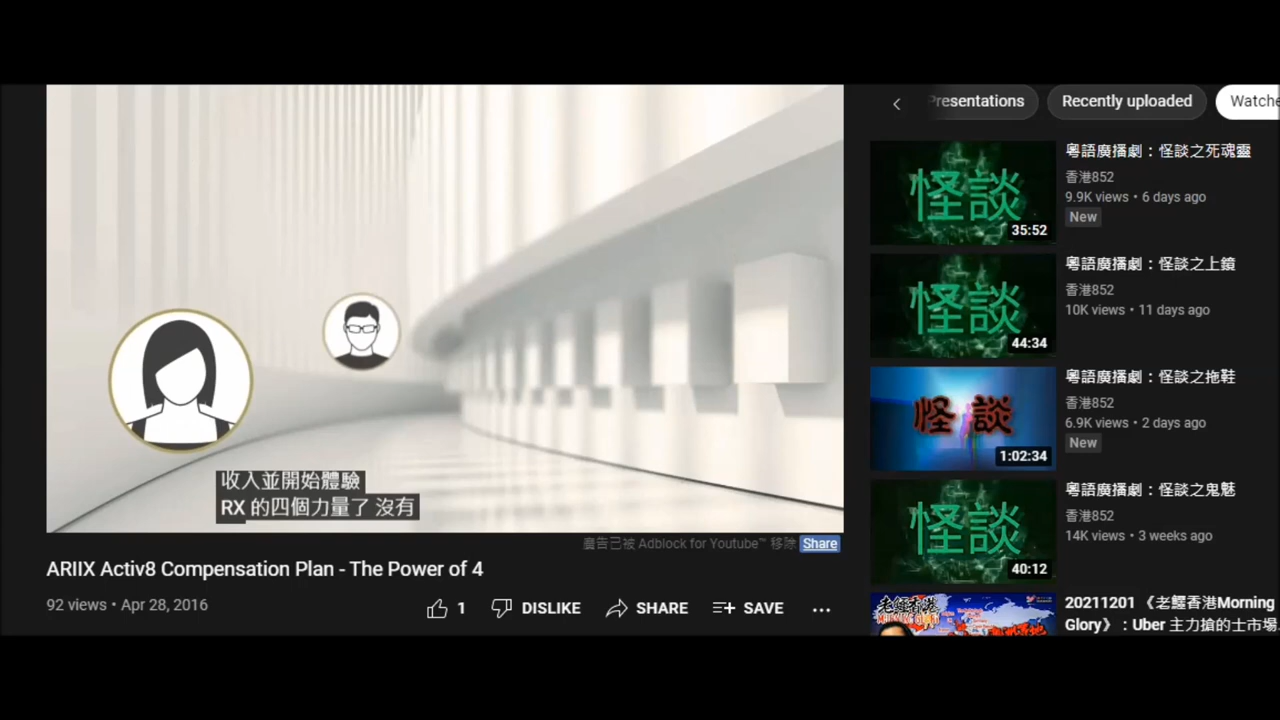 Presentations
Recently uploaded
Watche
怪談
35:52
粵語廣播劇：怪談之死魂靈
香港852
9.9K views • 6 days ago
New
怪談
44:34
粵語廣播劇：怪談之上鏡
香港852
10K views • 11 days ago
怪談
1:02:34
粵語廣播劇：怪談之拖鞋
香港852
6.9K views • 2 days ago
New
怪談
40:12
粵語廣播劇：怪談之鬼魅
香港852
14K views • 3 weeks ago
老鱷香港
MORNING GLORY
20211201 《老鱷香港Morning
Glory》：Uber 主力搶的士市場
收入並開始體驗
RX 的四個力量了 沒有
廣告已被 Adblock for Youtube™ 移除 Share
ARIIX Activ8 Compensation Plan - The Power of 4
92 views • Apr 28, 2016
1
DISLIKE
SHARE
SAVE